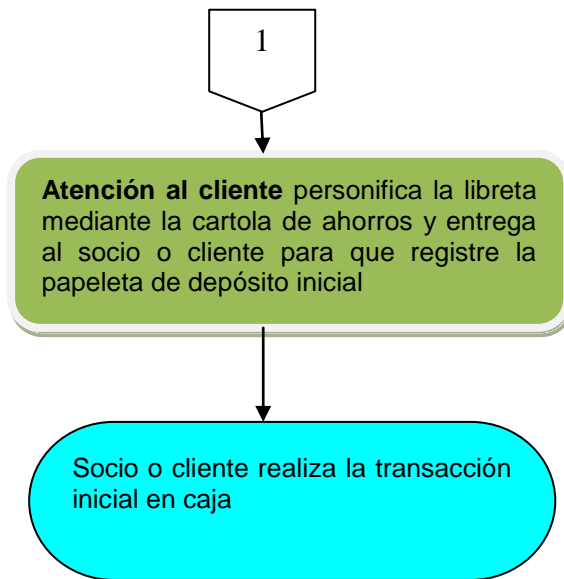 1
Atención al cliente personifica la libreta
mediante la cartola de ahorros y entrega
al socio o cliente para que registre la
papeleta de depósito inicial
Socio o cliente realiza la transacción
inicial en caja